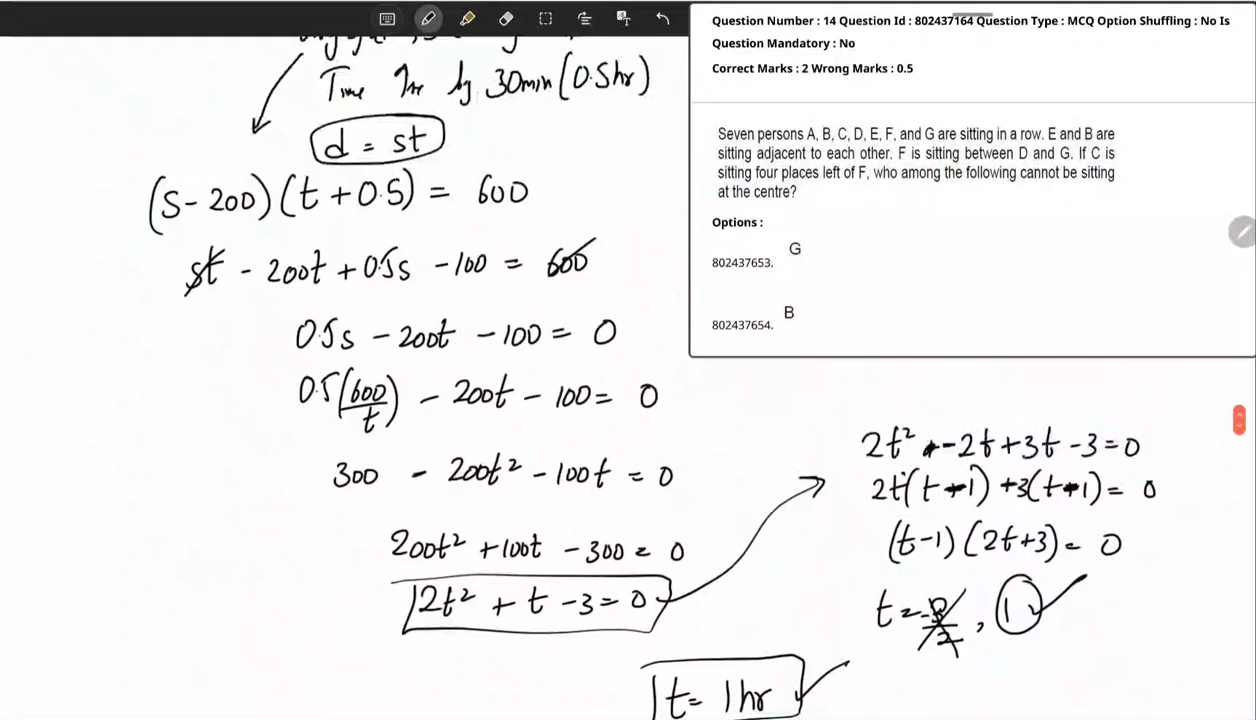 Time Inr by 30min (0.5hr)
d = st
(s - 200) (t + 0.5) = 600
st - 200t + 0.5s - 100 = 600
0.5s - 200t - 100 = 0
0.5(600/t) - 200t - 100 = 0
300 - 200t² - 100t = 0
200t² + 100t - 300 = 0
2t² + t - 3 = 0
2t² - 2t + 3t - 3 = 0
2t(t - 1) + 3(t - 1) = 0
(t - 1) (2t + 3) = 0
t = -3/2, 1
t = 1 hr
Question Number : 14 Question Id : 802437164 Question Type : MCQ Option Shuffling : No Is
Question Mandatory : No
Correct Marks : 2 Wrong Marks : 0.5
Seven persons A, B, C, D, E, F, and G are sitting in a row. E and B are
sitting adjacent to each other. F is sitting between D and G. If C is
sitting four places left of F, who among the following cannot be sitting
at the centre?
Options :
G
802437653.
B
802437654.